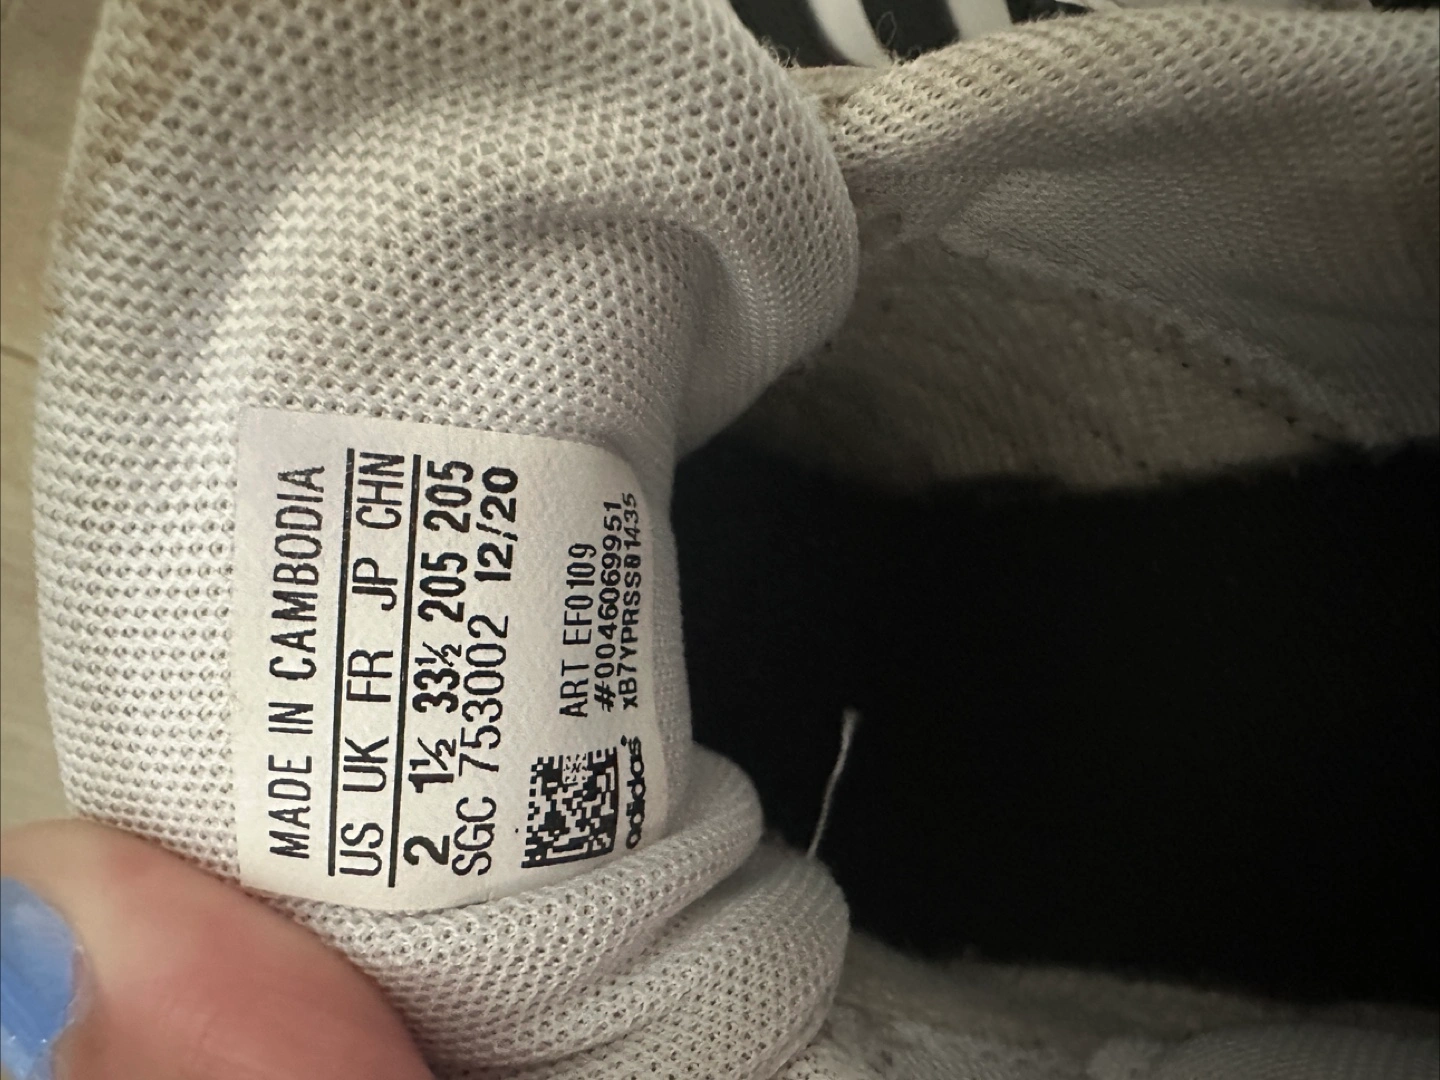 MADE IN CAMBODIA
US UK FR JP CHN
2 1½ 33½ 205 205
SGC 753002 12/20
ART EF0109
#0046069951
XB7YPRSS01435
adidas